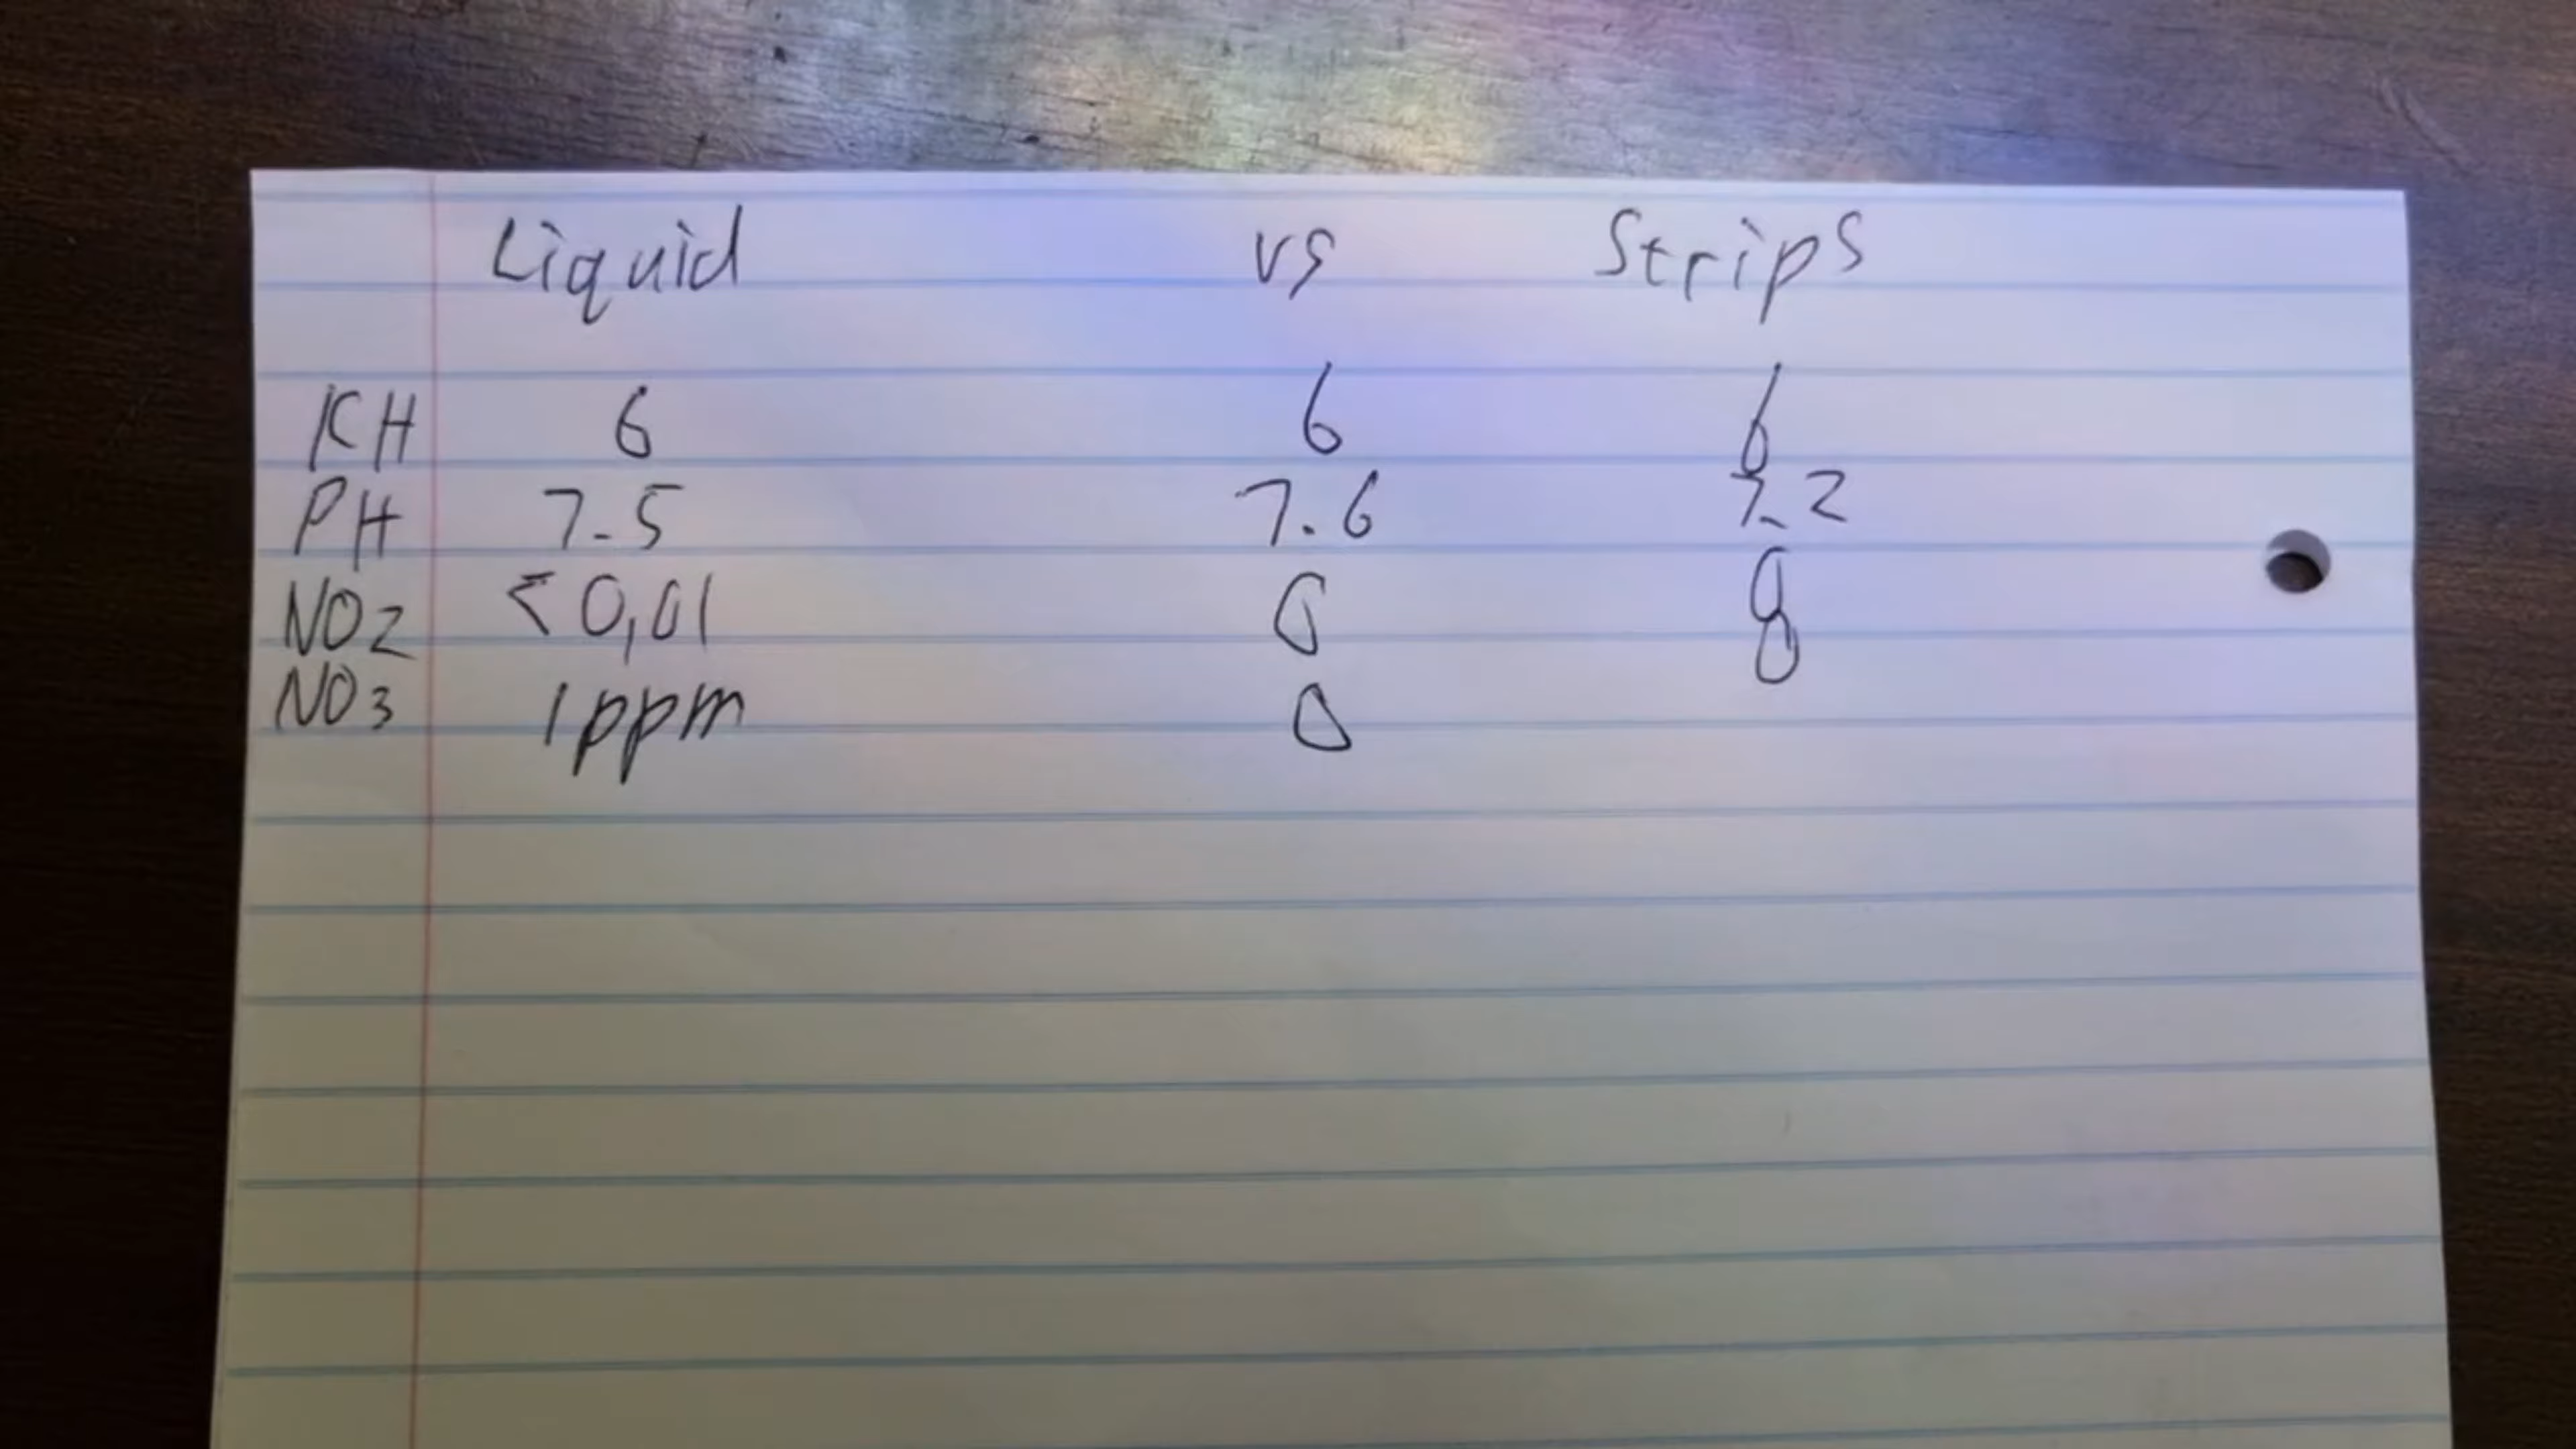 Liquid vs Strips
KH 6 6 6
PH 7.5 7.6 7.2
NO2 ≤0,01 0 0
NO3 1ppm 0 0